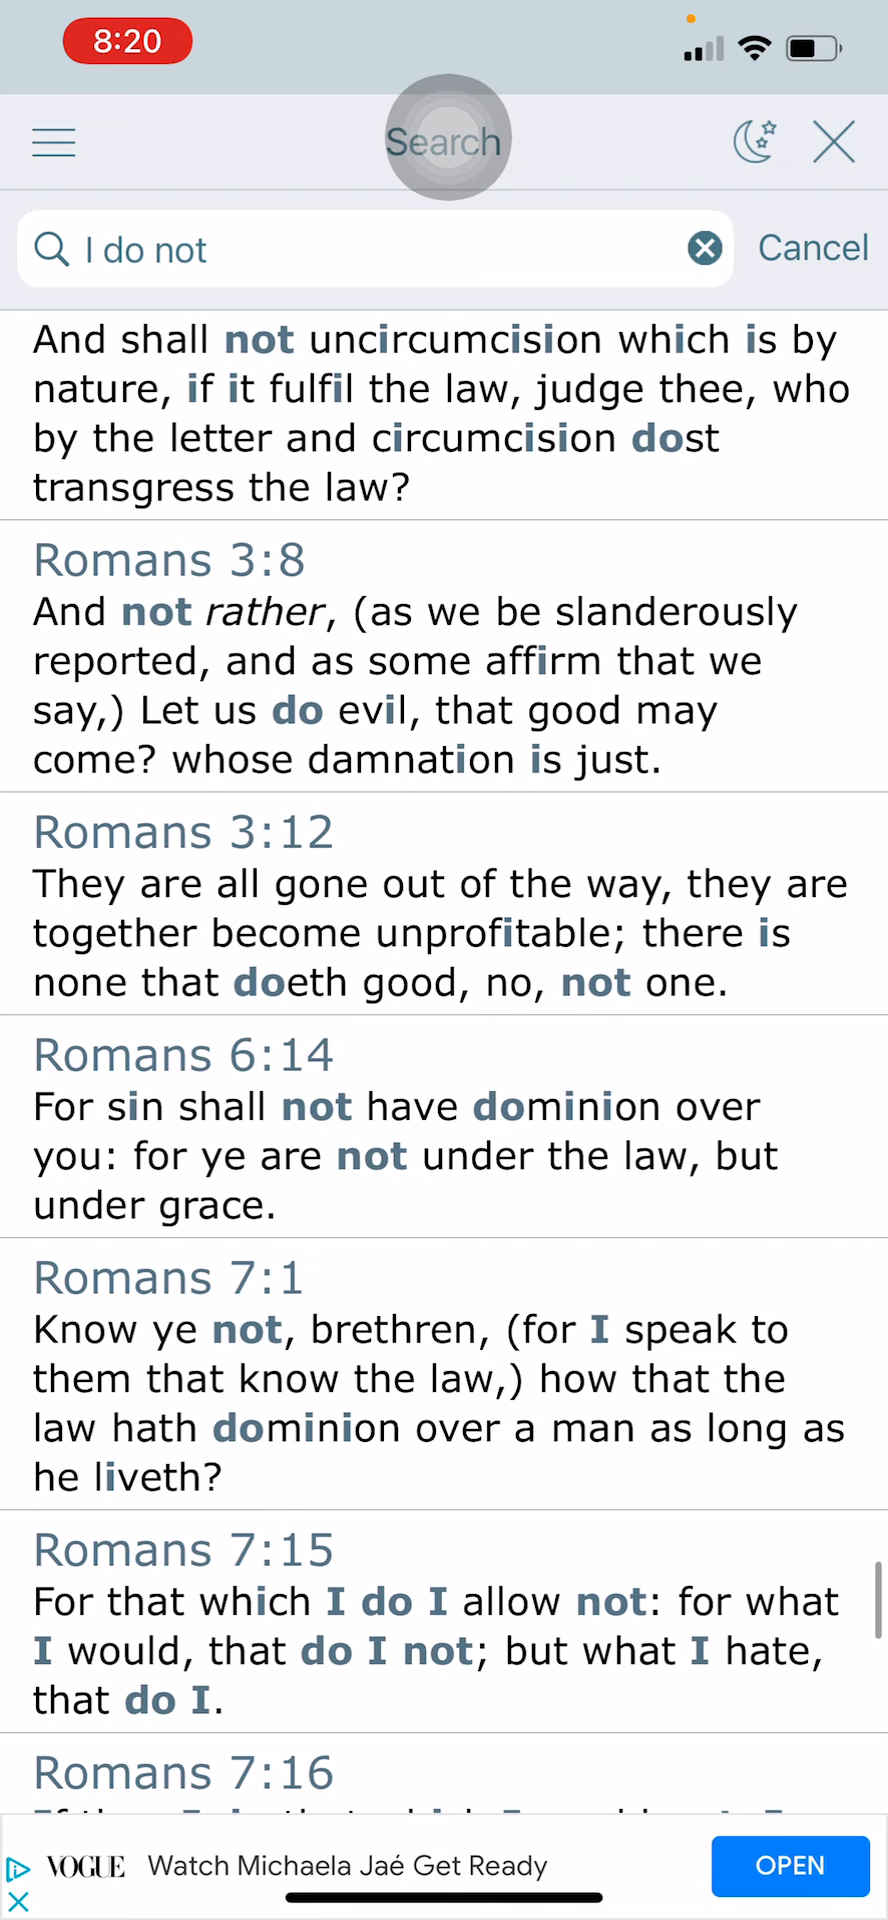 8:20
Search
I do not
Cancel
And shall not uncircumcision which is by
nature, if it fulfil the law, judge thee, who
by the letter and circumcision dost
transgress the law?
Romans 3:8
And not rather, (as we be slanderously
reported, and as some affirm that we
say,) Let us do evil, that good may
come? whose damnation is just.
Romans 3:12
They are all gone out of the way, they are
together become unprofitable; there is
none that doeth good, no, not one.
Romans 6:14
For sin shall not have dominion over
you: for ye are not under the law, but
under grace.
Romans 7:1
Know ye not, brethren, (for I speak to
them that know the law,) how that the
law hath dominion over a man as long as
he liveth?
Romans 7:15
For that which I do I allow not: for what
I would, that do I not; but what I hate,
that do I.
Romans 7:16
VOGUE Watch Michaela Jaé Get Ready
OPEN